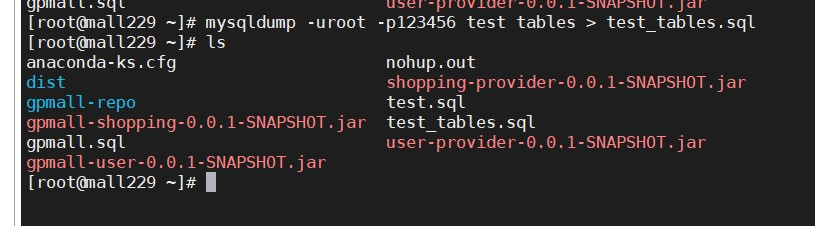 gpmall.sql                          user-provider-0.0.1-SNAPSHOT.jar
[root@mall229 ~]# mysqldump -uroot -p123456 test tables > test_tables.sql
[root@mall229 ~]# ls
anaconda-ks.cfg                     nohup.out
dist                                shopping-provider-0.0.1-SNAPSHOT.jar
gpmall-repo                         test.sql
gpmall-shopping-0.0.1-SNAPSHOT.jar  test_tables.sql
gpmall.sql                          user-provider-0.0.1-SNAPSHOT.jar
gpmall-user-0.0.1-SNAPSHOT.jar
[root@mall229 ~]#